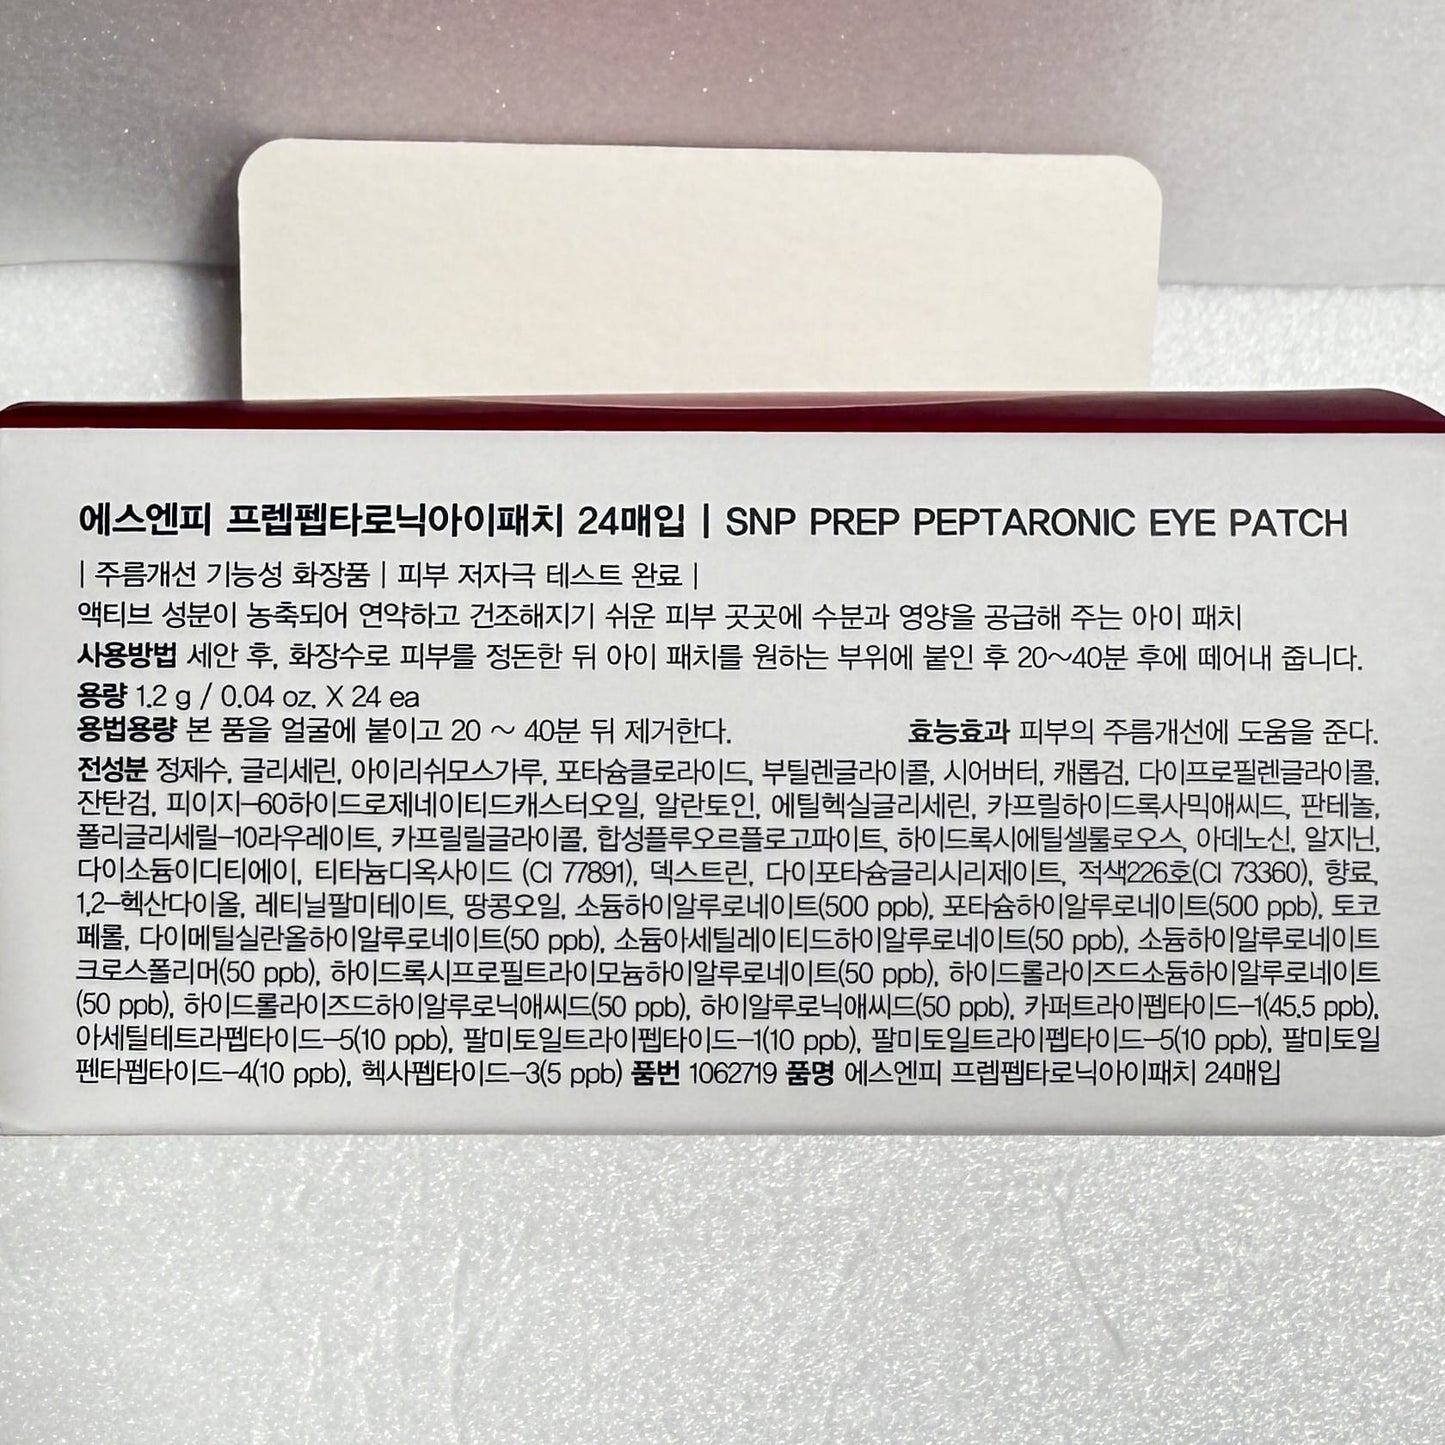 에스엔피 프렙펩타로닉아이패치 24매입 | SNP PREP PEPTARONIC EYE PATCH
| 주름개선 기능성 화장품 | 피부 저자극 테스트 완료 |
액티브 성분이 농축되어 연약하고 건조해지기 쉬운 피부 곳곳에 수분과 영양을 공급해 주는 아이 패치
사용방법 세안 후, 화장수로 피부를 정돈한 뒤 아이 패치를 원하는 부위에 붙인 후 20~40분 후에 떼어내 줍니다.
용량 1.2 g / 0.04 oz. X 24 ea
용법용량 본 품을 얼굴에 붙이고 20 ~ 40분 뒤 제거한다. 효능효과 피부의 주름개선에 도움을 준다.
전성분 정제수, 글리세린, 아이리쉬모스가루, 포타슘클로라이드, 부틸렌글라이콜, 시어버터, 캐롭검, 다이프로필렌글라이콜,
잔탄검, 피이지-60하이드로제네이티드캐스터오일, 알란토인, 에틸헥실글리세린, 카프릴하이드록사믹애씨드, 판테놀,
폴리글리세릴-10라우레이트, 카프릴릴글라이콜, 합성플루오르플로고파이트, 하이드록시에틸셀룰로오스, 아데노신, 알지닌,
다이소듐이디티에이, 티타늄디옥사이드 (CI 77891), 덱스트린, 다이포타슘글리시리제이트, 적색226호(CI 73360), 향료,
1,2-헥산다이올, 레티닐팔미테이트, 땅콩오일, 소듐하이알루로네이트(500 ppb), 포타슘하이알루로네이트(500 ppb), 토코
페롤, 다이메틸실란올하이알루로네이트(50 ppb), 소듐아세틸레이티드하이알루로네이트(50 ppb), 소듐하이알루로네이트
크로스폴리머(50 ppb), 하이드록시프로필트라이모늄하이알루로네이트(50 ppb), 하이드롤라이즈드소듐하이알루로네이트
(50 ppb), 하이드롤라이즈드하이알루로닉애씨드(50 ppb), 하이알루로닉애씨드(50 ppb), 카퍼트라이펩타이드-1(45.5 ppb),
아세틸테트라펩타이드-5(10 ppb), 팔미토일트라이펩타이드-1(10 ppb), 팔미토일트라이펩타이드-5(10 ppb), 팔미토일
펜타펩타이드-4(10 ppb), 헥사펩타이드-3(5 ppb) 품번 1062719 품명 에스엔피 프렙펩타로닉아이패치 24매입